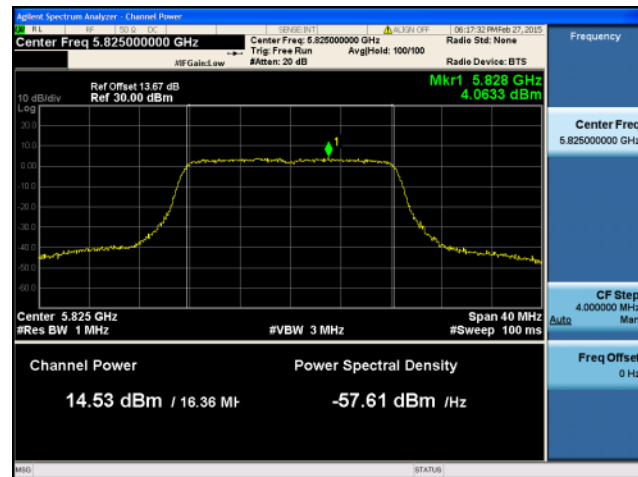 Agilent Spectrum Analyzer - Channel Power
RL RF 50 Ω DC SENSE:INT ALIGN OFF 06:17:32 PM Feb 27, 2015
Center Freq 5.825000000 GHz
Center Freq: 5.825000000 GHz
Radio Std: None
Trig: Free Run Avg|Hold: 100/100
#IFGain:Low #Atten: 20 dB Radio Device: BTS
Frequency
Ref Offset 13.67 dB
10 dB/div Ref 30.00 dBm
Mkr1 5.828 GHz
4.0633 dBm
Log
20.0
10.0
0.00
-10.0
-20.0
-30.0
-40.0
-50.0
-60.0
1
Center 5.825 GHz Span 40 MHz
#Res BW 1 MHz #VBW 3 MHz #Sweep 100 ms
Channel Power Power Spectral Density
14.53 dBm / 16.36 MH -57.61 dBm /Hz
Center Freq
5.825000000 GHz
CF Step
4.000000 MHz
Auto Man
Freq Offset
0 Hz
MSG STATUS